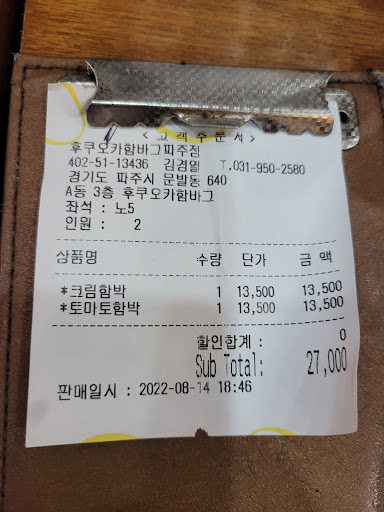 < 고객주문서 >
후쿠오카함바그파주점
402-51-13436 김경열 T.031-950-2580
경기도 파주시 문발동 640
A동 3층 후쿠오카함바그
좌석 : 노5
인원 : 2
상품명 수량 단가 금 액
*크림함박 1 13,500 13,500
*토마토함박 1 13,500 13,500
할인합계 : 0
Sub Total: 27,000
판매일시 : 2022-08-14 18:46